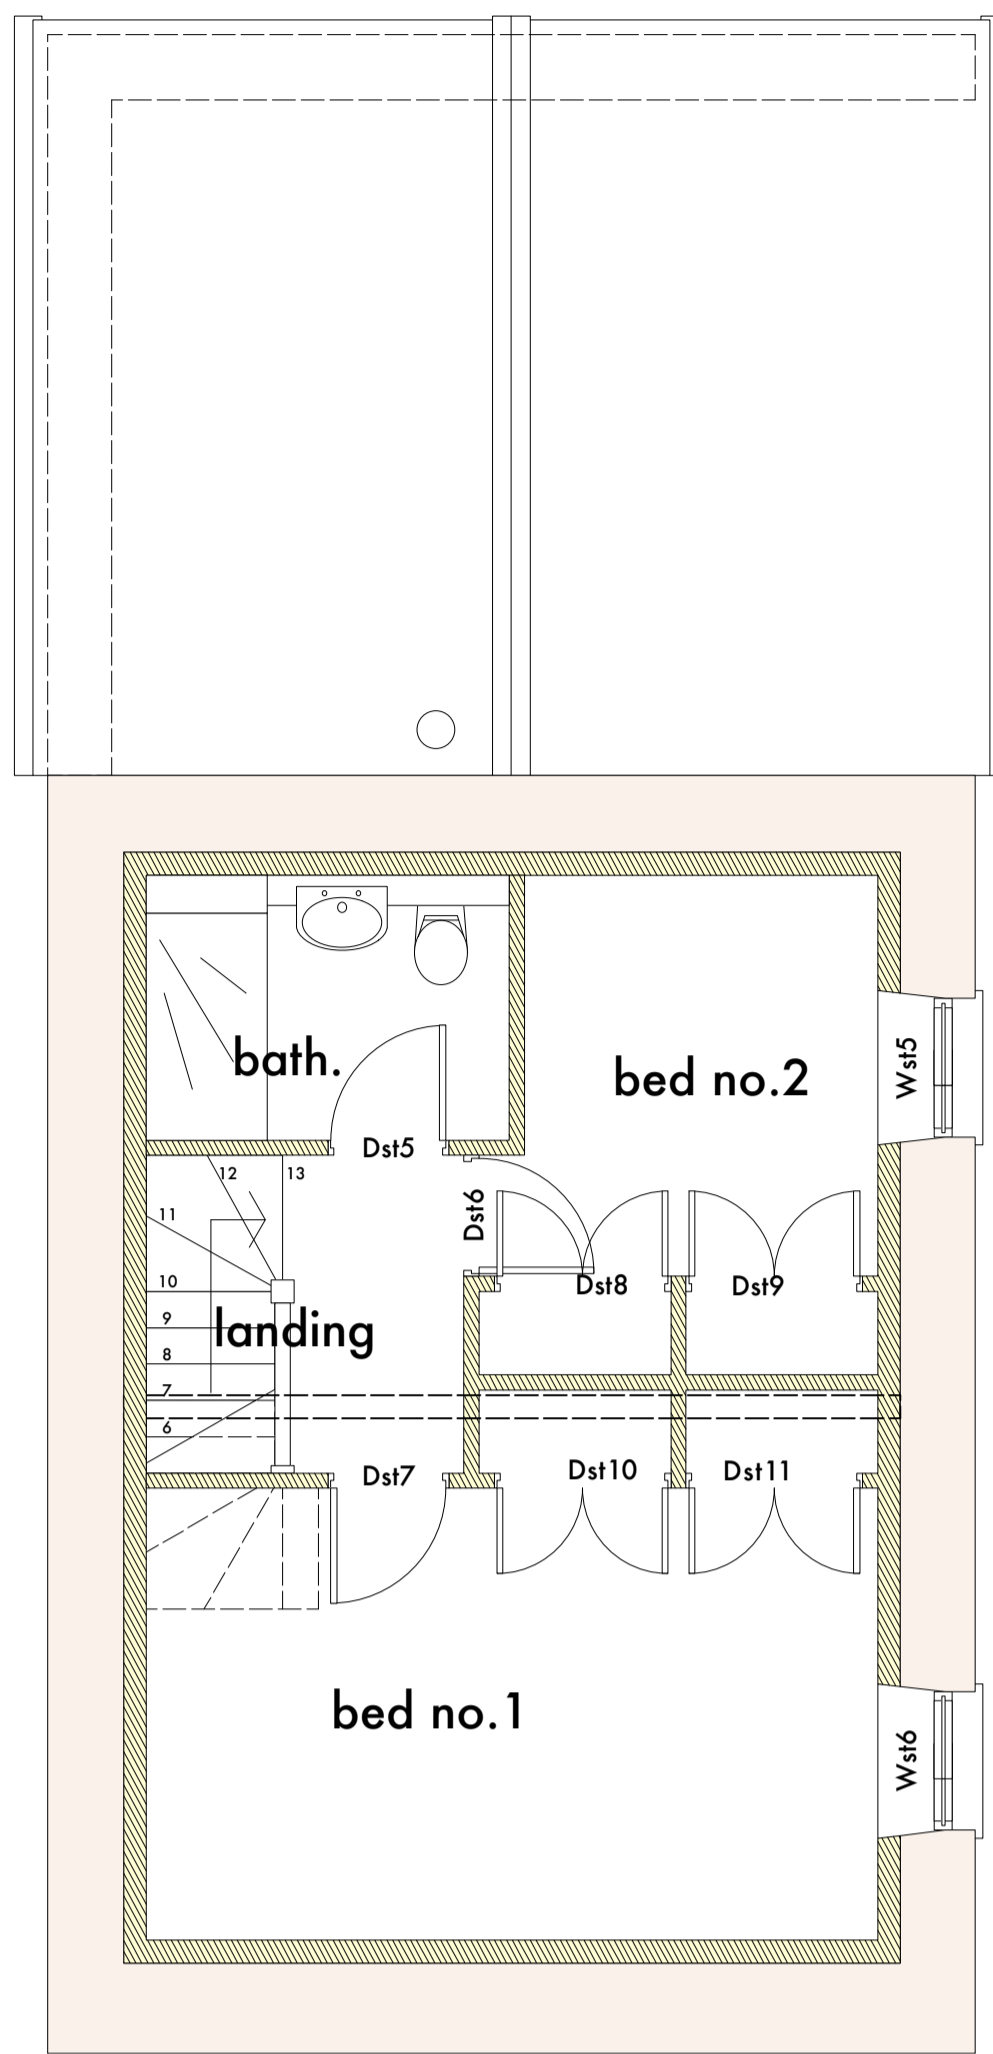 bath.
bed no.2
Wst5
Dst5
12
13
11
Dst6
10
Dst8
Dst9
9
landing
8
7
6
Dst7
Dst10
Dst11
bed no.1
Wst6